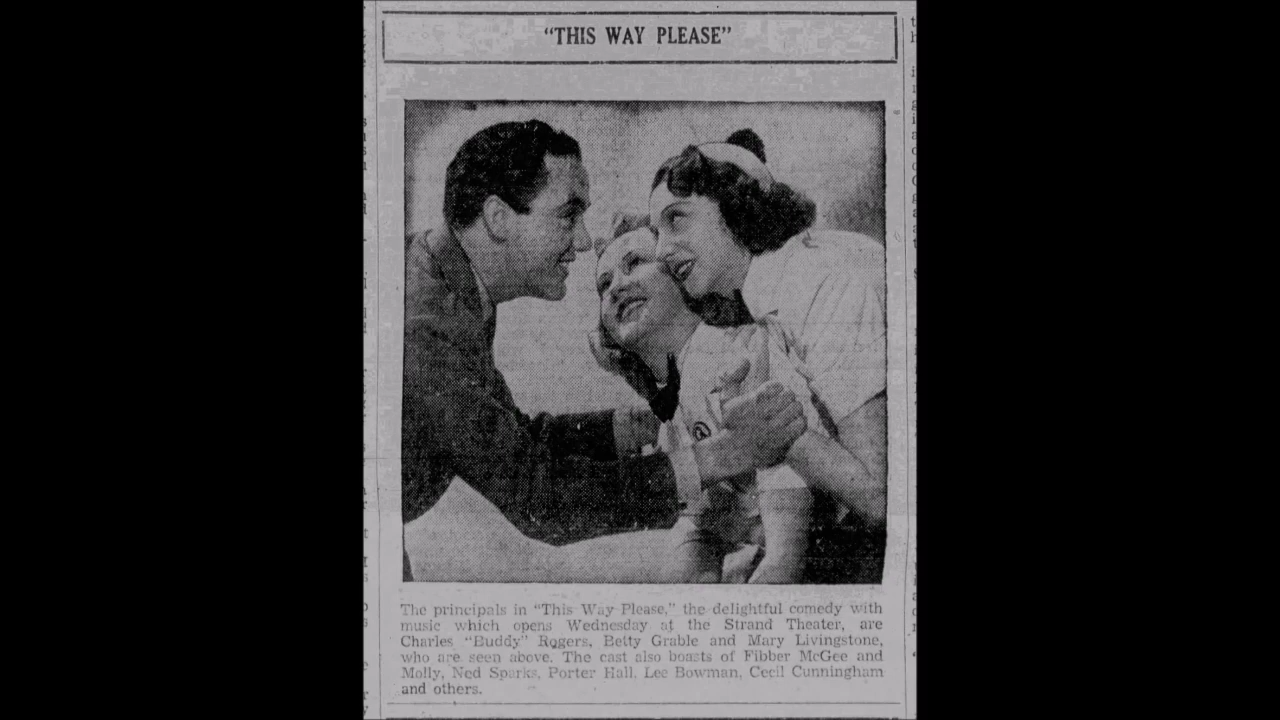 "THIS WAY PLEASE"
The principals in "This Way Please," the delightful comedy with
music which opens Wednesday at the Strand Theater, are
Charles "Buddy" Rogers, Betty Grable and Mary Livingstone,
who are seen above. The cast also boasts of Fibber McGee and
Molly, Ned Sparks, Porter Hall, Lee Bowman, Cecil Cunningham
and others.